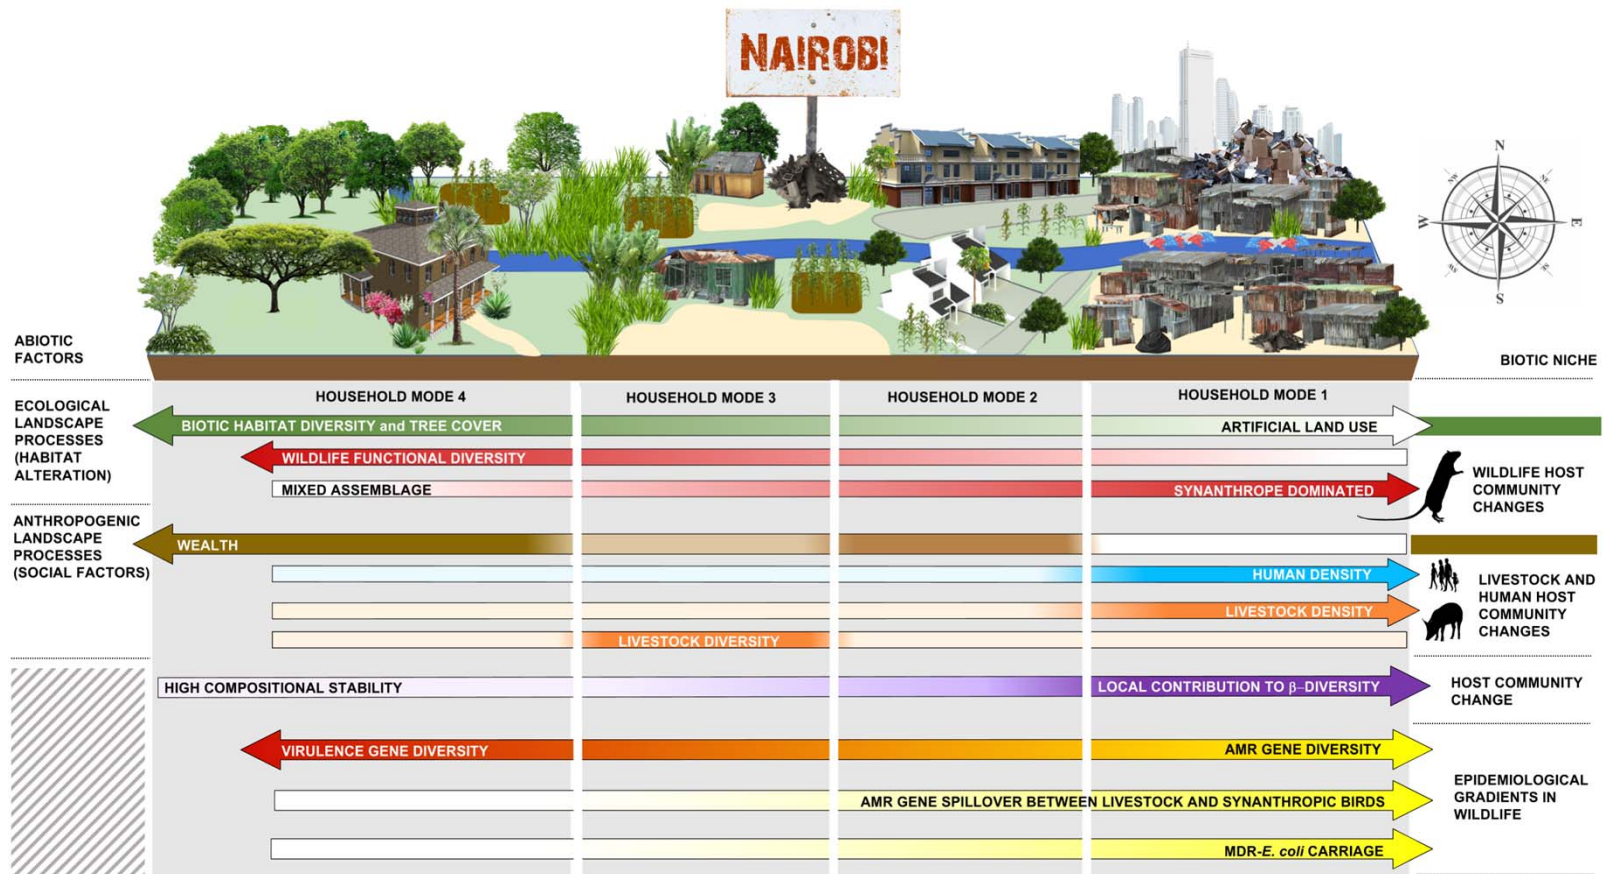 NAIROBI
N
NW
NE
W
E
SW
SE
S
ABIOTIC
FACTORS
BIOTIC NICHE
HOUSEHOLD MODE 4
HOUSEHOLD MODE 3
HOUSEHOLD MODE 2
HOUSEHOLD MODE 1
ECOLOGICAL
LANDSCAPE
PROCESSES
(HABITAT
ALTERATION)
BIOTIC HABITAT DIVERSITY and TREE COVER
ARTIFICIAL LAND USE
WILDLIFE FUNCTIONAL DIVERSITY
MIXED ASSEMBLAGE
SYNANTHROPE DOMINATED
WILDLIFE HOST
COMMUNITY
CHANGES
ANTHROPOGENIC
LANDSCAPE
PROCESSES
(SOCIAL FACTORS)
WEALTH
HUMAN DENSITY
LIVESTOCK DENSITY
LIVESTOCK DIVERSITY
LIVESTOCK AND
HUMAN HOST
COMMUNITY
CHANGES
HIGH COMPOSITIONAL STABILITY
LOCAL CONTRIBUTION TO β–DIVERSITY
HOST COMMUNITY
CHANGE
VIRULENCE GENE DIVERSITY
AMR GENE DIVERSITY
AMR GENE SPILLOVER BETWEEN LIVESTOCK AND SYNANTHROPIC BIRDS
MDR-E. coli CARRIAGE
EPIDEMIOLOGICAL
GRADIENTS IN
WILDLIFE